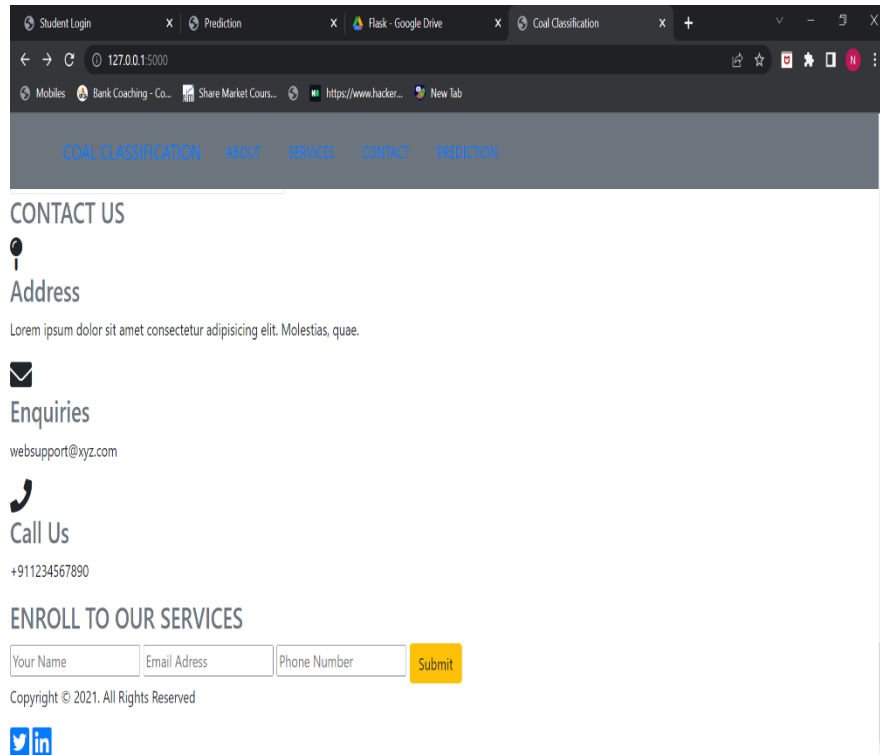 Student Login Prediction Flask - Google Drive Coal Classification
127.0.0.1:5000
Mobiles Bank Coaching - Co... Share Market Cours... https://www.hacker... New Tab
COAL CLASSIFICATION ABOUT SERVICES CONTACT PREDICTION
CONTACT US
Address
Lorem ipsum dolor sit amet consectetur adipisicing elit. Molestias, quae.
Enquiries
websupport@xyz.com
Call Us
+911234567890
ENROLL TO OUR SERVICES
Your Name Email Adress Phone Number Submit
Copyright © 2021. All Rights Reserved